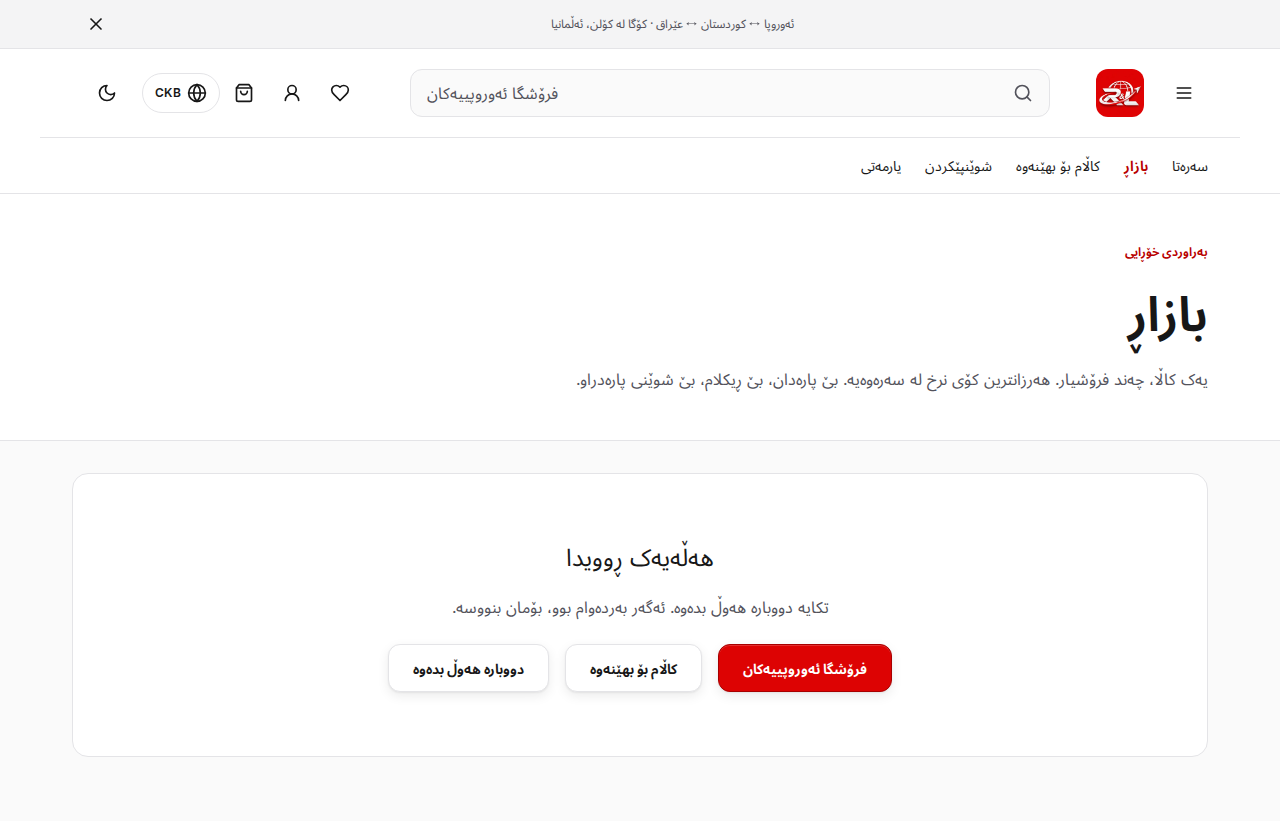 ئەوروپا ↔ کوردستان ↔ عێراق · کۆگا لە کۆلن، ئەڵمانیا
فرۆشگا ئەوروپییەکان
CKB
سەرەتا
بازاڕ
کاڵام بۆ بهێنەوە
شوێنپێکردن
یارمەتی
بەراوردی خۆڕایی
بازاڕ
یەک کاڵا، چەند فرۆشیار. هەرزانترین کۆی نرخ لە سەرەوەیە. بێ پارەدان، بێ ڕیکلام، بێ شوێنی پارەدراو.
هەڵەیەک ڕوویدا
تکایە دووبارە هەوڵ بدەوە. ئەگەر بەردەوام بوو، بۆمان بنووسە.
فرۆشگا ئەوروپییەکان
کاڵام بۆ بهێنەوە
دووبارە هەوڵ بدەوە